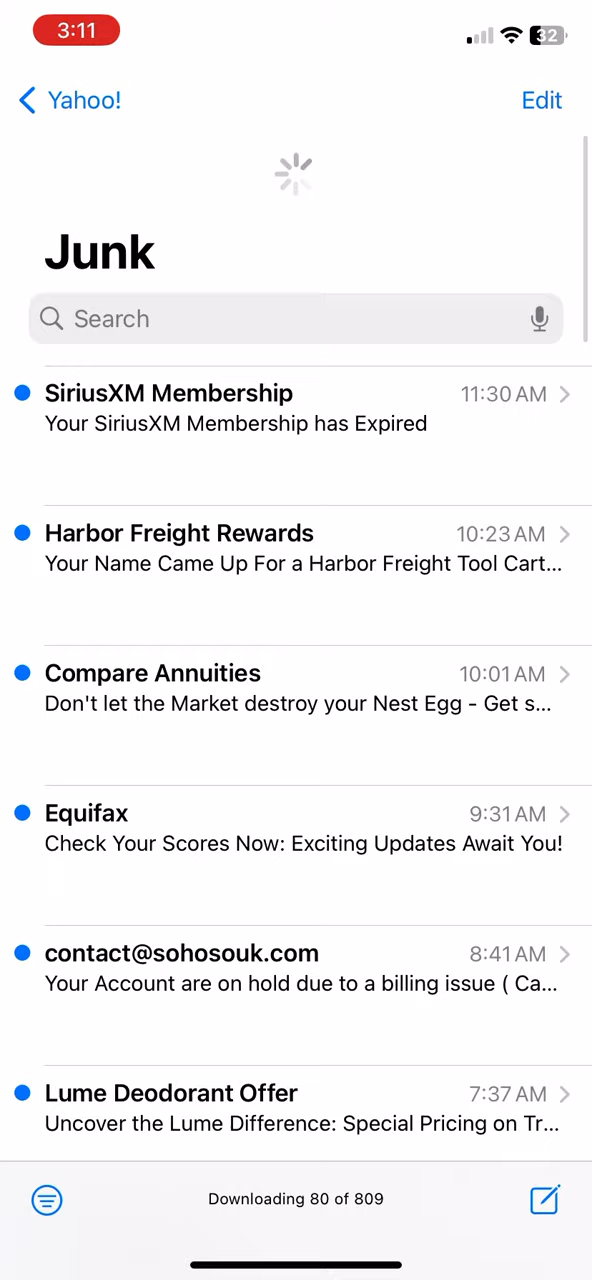 3:11
32
Yahoo!
Edit
Junk
Search
SiriusXM Membership
11:30 AM
Your SiriusXM Membership has Expired
Harbor Freight Rewards
10:23 AM
Your Name Came Up For a Harbor Freight Tool Cart...
Compare Annuities
10:01 AM
Don't let the Market destroy your Nest Egg - Get s...
Equifax
9:31 AM
Check Your Scores Now: Exciting Updates Await You!
contact@sohosouk.com
8:41 AM
Your Account are on hold due to a billing issue ( Ca...
Lume Deodorant Offer
7:37 AM
Uncover the Lume Difference: Special Pricing on Tr...
Downloading 80 of 809